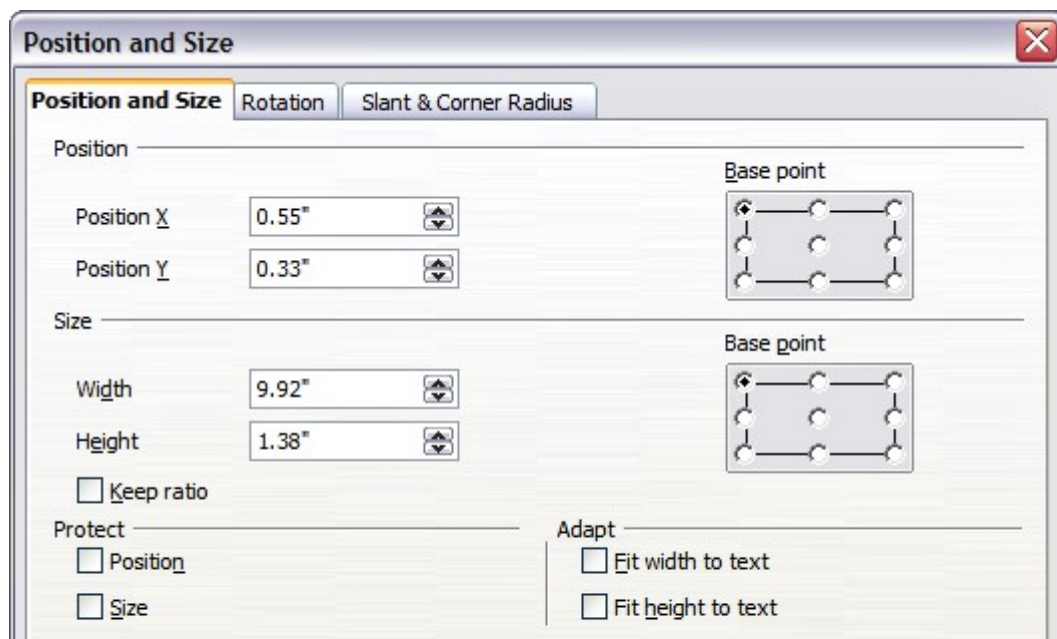 Position and Size
Position and Size Rotation Slant & Corner Radius
Position
Base point
Position X 0.55"
Position Y 0.33"
Size
Base point
Width 9.92"
Height 1.38"
Keep ratio
Protect Adapt
Position Fit width to text
Size Fit height to text